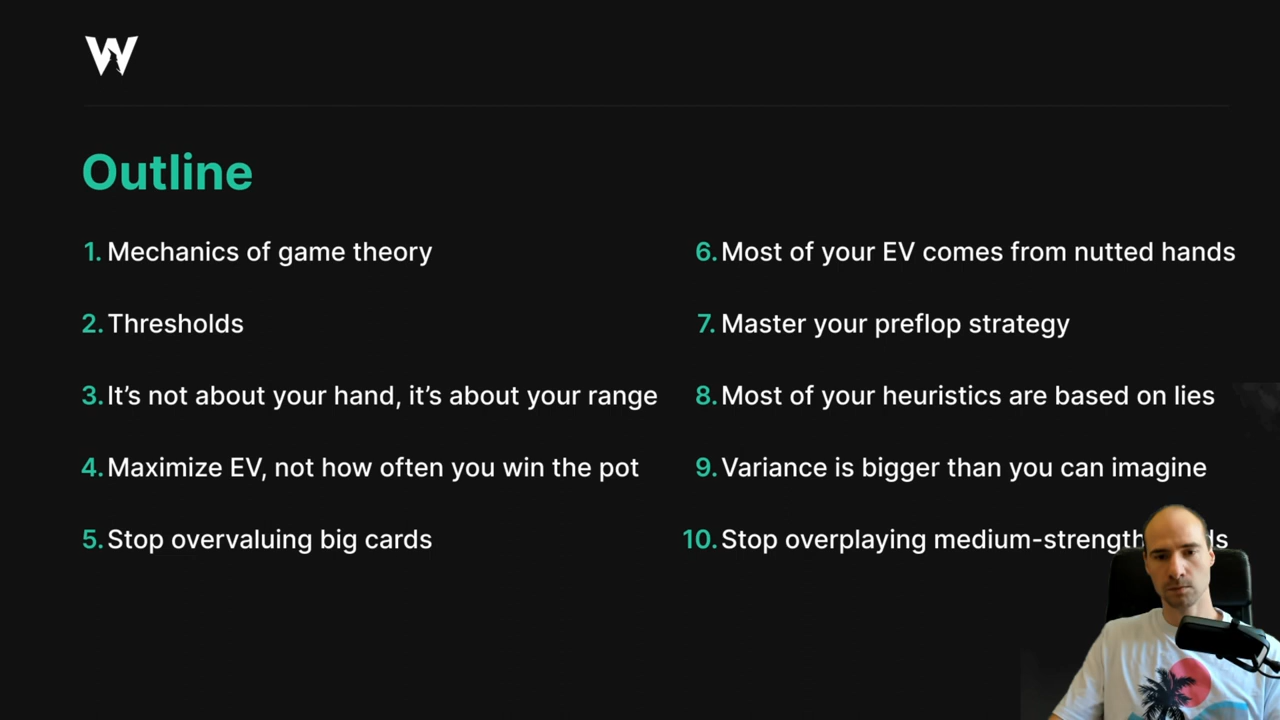 W
Outline
1. Mechanics of game theory
2. Thresholds
3. It’s not about your hand, it’s about your range
4. Maximize EV, not how often you win the pot
5. Stop overvaluing big cards
6. Most of your EV comes from nutted hands
7. Master your preflop strategy
8. Most of your heuristics are based on lies
9. Variance is bigger than you can imagine
10. Stop overplaying medium-strength